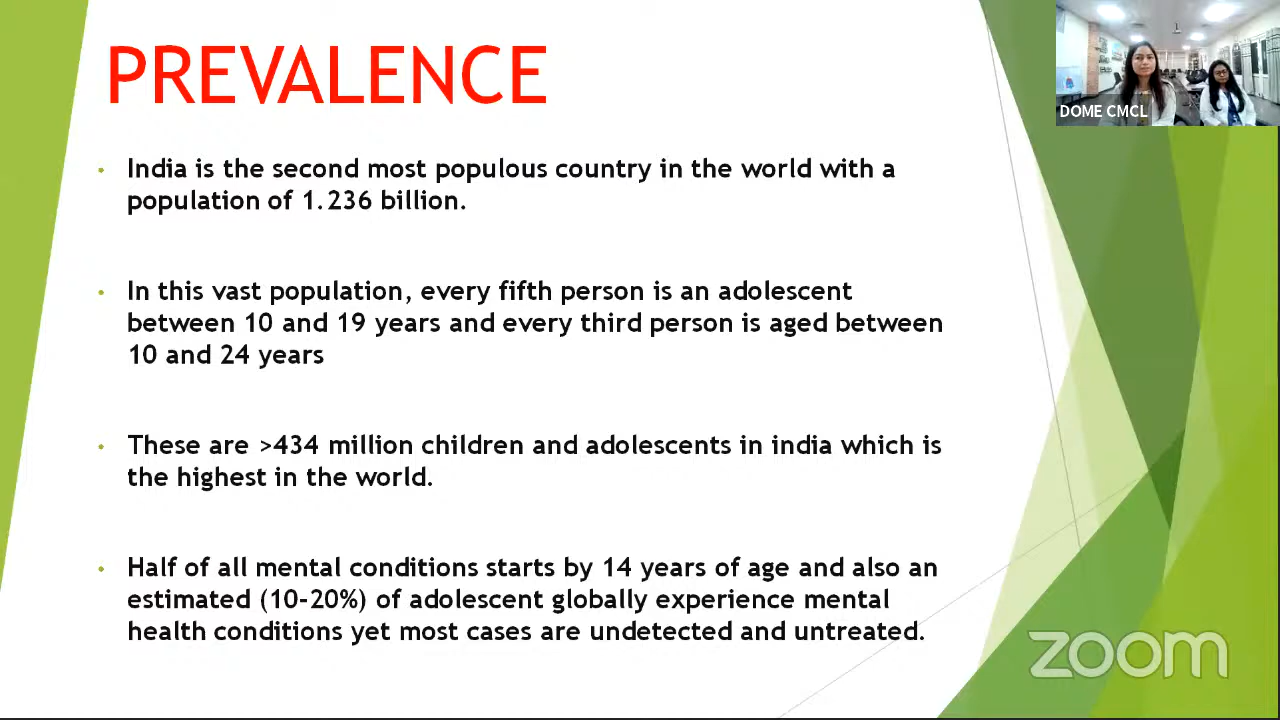 PREVALENCE
India is the second most populous country in the world with a
population of 1.236 billion.
In this vast population, every fifth person is an adolescent
between 10 and 19 years and every third person is aged between
10 and 24 years
These are >434 million children and adolescents in india which is
the highest in the world.
Half of all mental conditions starts by 14 years of age and also an
estimated (10-20%) of adolescent globally experience mental
health conditions yet most cases are undetected and untreated.
DOME CMCL
zoom